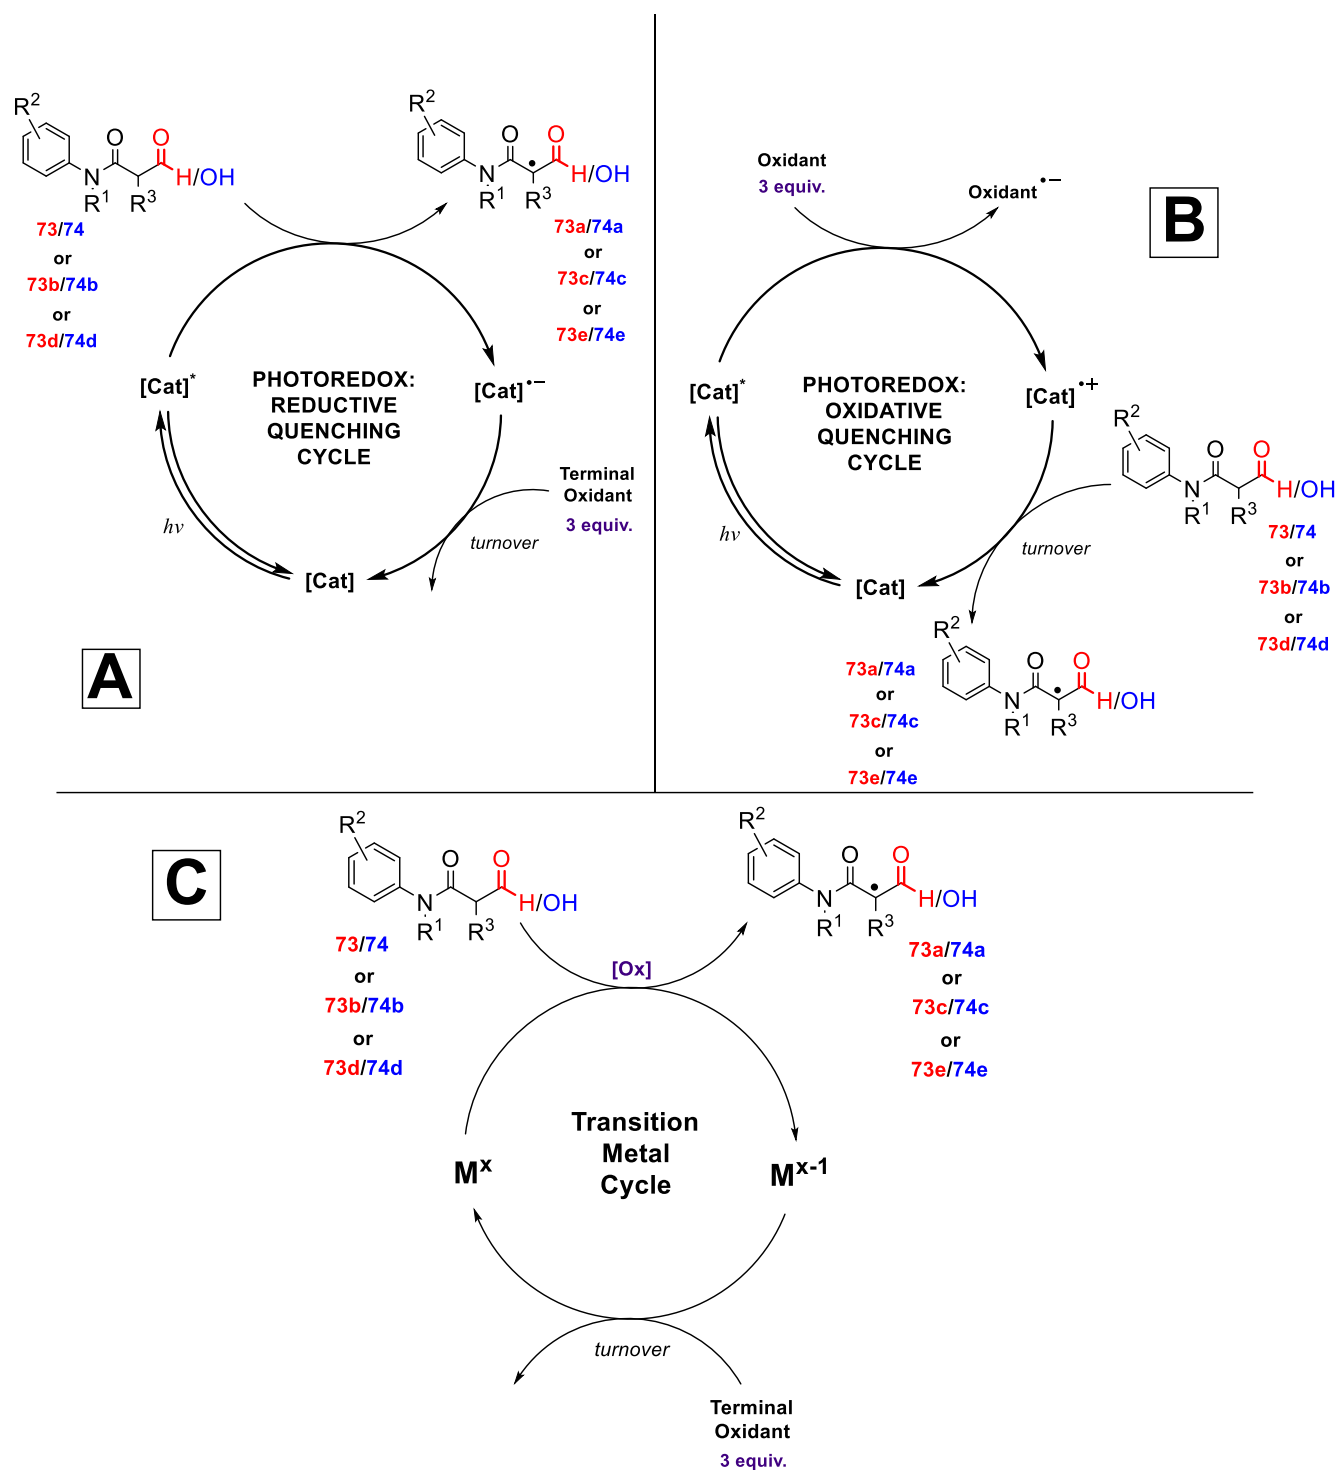 R²
O O
N H/OH
R¹ R³
73/74
or
73b/74b
or
73d/74d
R²
O O
N H/OH
R¹ R³
73a/74a
or
73c/74c
or
73e/74e
[Cat]*
PHOTOREDOX:
REDUCTIVE
QUENCHING
CYCLE
[Cat]•−
Terminal
Oxidant
3 equiv.
hν
turnover
[Cat]
A
Oxidant
3 equiv.
Oxidant•−
B
[Cat]*
PHOTOREDOX:
OXIDATIVE
QUENCHING
CYCLE
[Cat]•+
R²
O O
N H/OH
R¹ R³
73/74
or
73b/74b
or
73d/74d
hν
turnover
[Cat]
R²
O O
N H/OH
R¹ R³
73a/74a
or
73c/74c
or
73e/74e
C
R²
O O
N H/OH
R¹ R³
73/74
or
73b/74b
or
73d/74d
[Ox]
R²
O O
N H/OH
R¹ R³
73a/74a
or
73c/74c
or
73e/74e
Transition
Metal
Cycle
Mˣ
Mˣ⁻¹
turnover
Terminal
Oxidant
3 equiv.